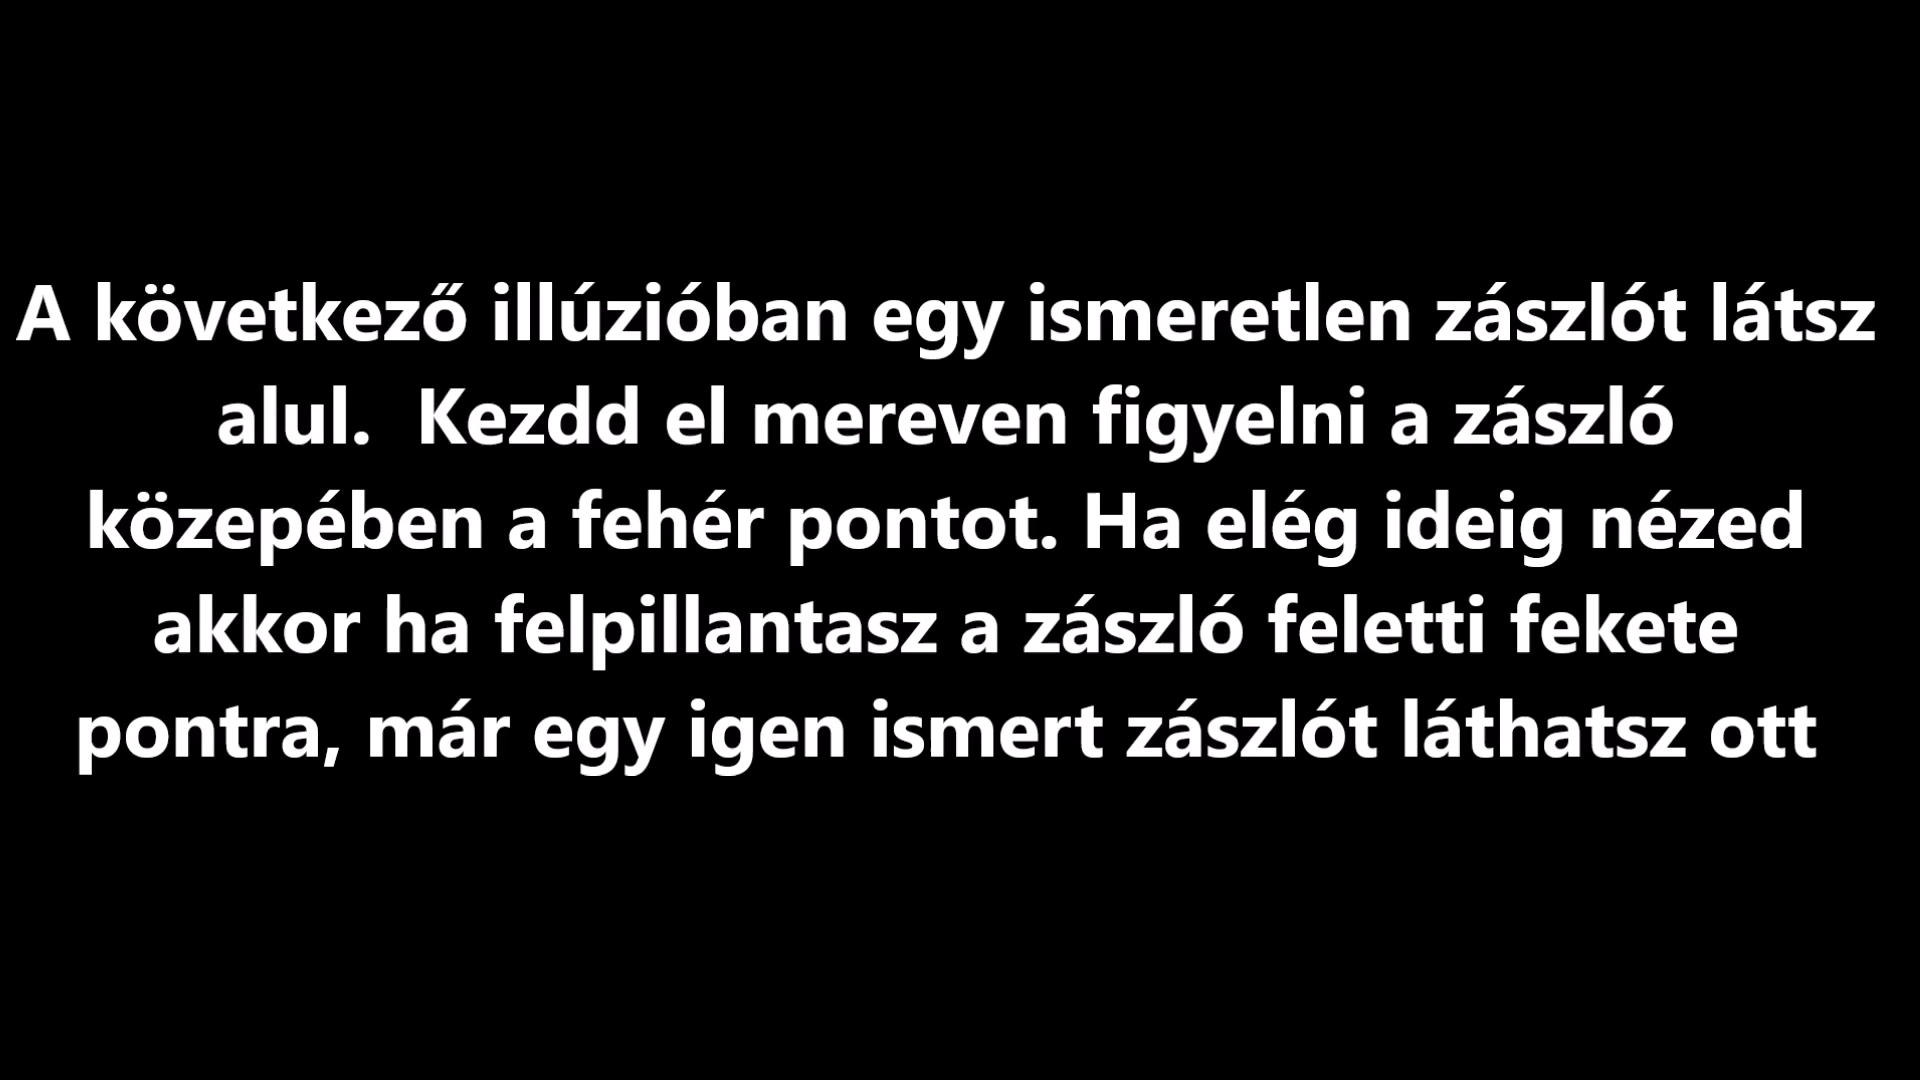 A következő illúzióban egy ismeretlen zászlót látsz
alul.  Kezdd el mereven figyelni a zászló
közepében a fehér pontot. Ha elég ideig nézed
akkor ha felpillantasz a zászló feletti fekete
pontra, már egy igen ismert zászlót láthatsz ott